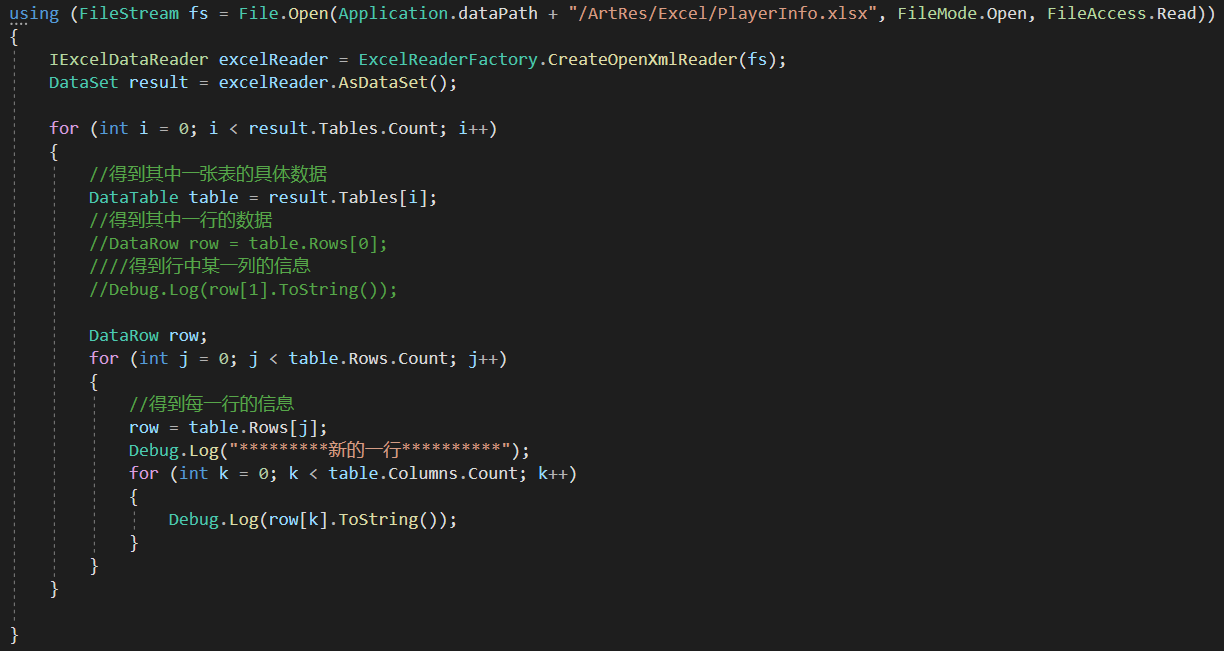 using (FileStream fs = File.Open(Application.dataPath + "/ArtRes/Excel/PlayerInfo.xlsx", FileMode.Open, FileAccess.Read))
{
    IExcelDataReader excelReader = ExcelReaderFactory.CreateOpenXmlReader(fs);
    DataSet result = excelReader.AsDataSet();

    for (int i = 0; i < result.Tables.Count; i++)
    {
        //得到其中一张表的具体数据
        DataTable table = result.Tables[i];
        //得到其中一行的数据
        //DataRow row = table.Rows[0];
        ////得到行中某一列的信息
        //Debug.Log(row[1].ToString());

        DataRow row;
        for (int j = 0; j < table.Rows.Count; j++)
        {
            //得到每一行的信息
            row = table.Rows[j];
            Debug.Log("*********新的一行**********");
            for (int k = 0; k < table.Columns.Count; k++)
            {
                Debug.Log(row[k].ToString());
            }
        }
    }

}